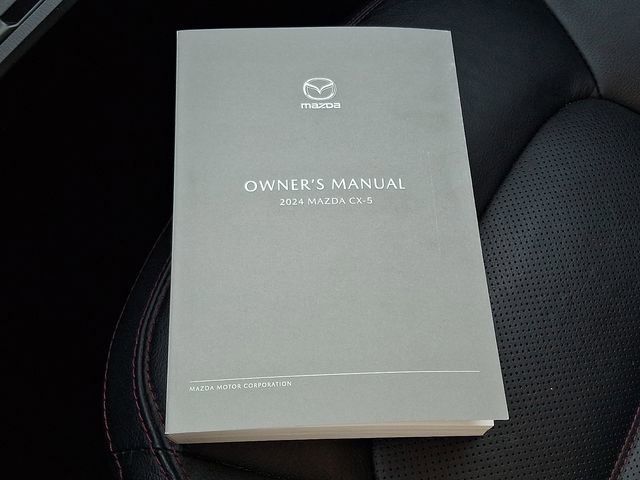 mazda
OWNER'S MANUAL
2024 MAZDA CX-5
MAZDA MOTOR CORPORATION